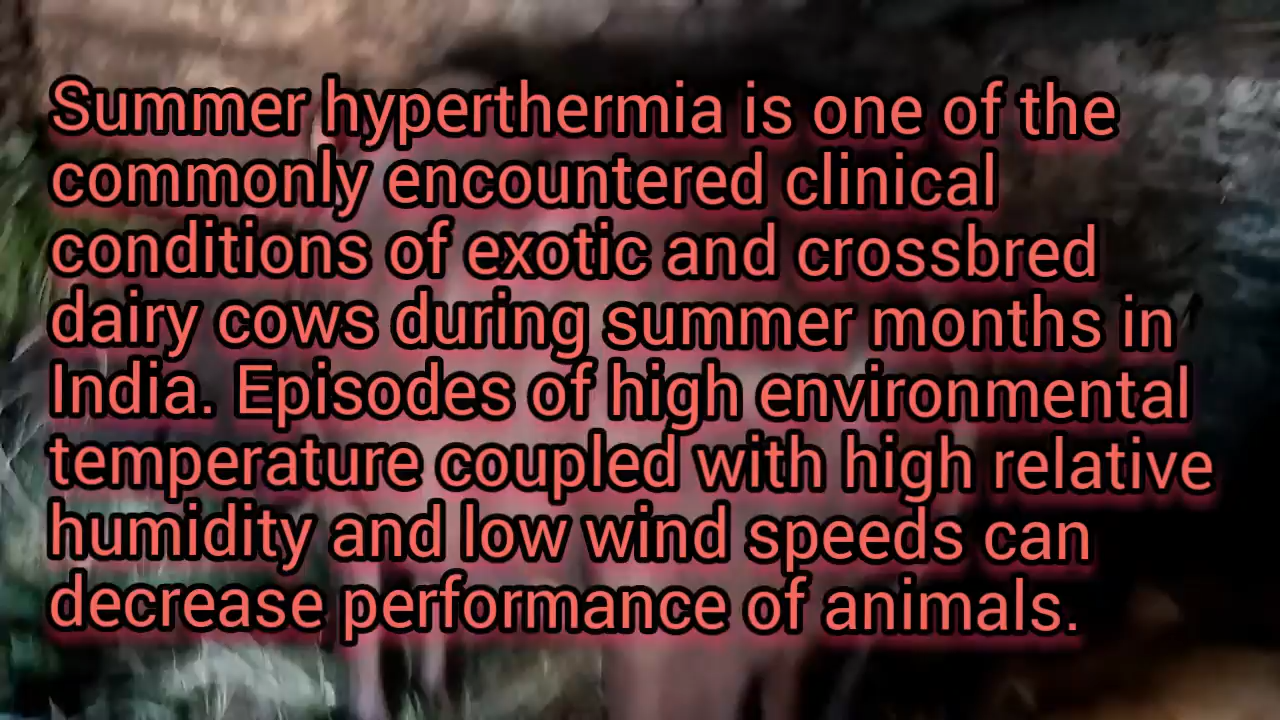 Summer hyperthermia is one of the
commonly encountered clinical
conditions of exotic and crossbred
dairy cows during summer months in
India. Episodes of high environmental
temperature coupled with high relative
humidity and low wind speeds can
decrease performance of animals.